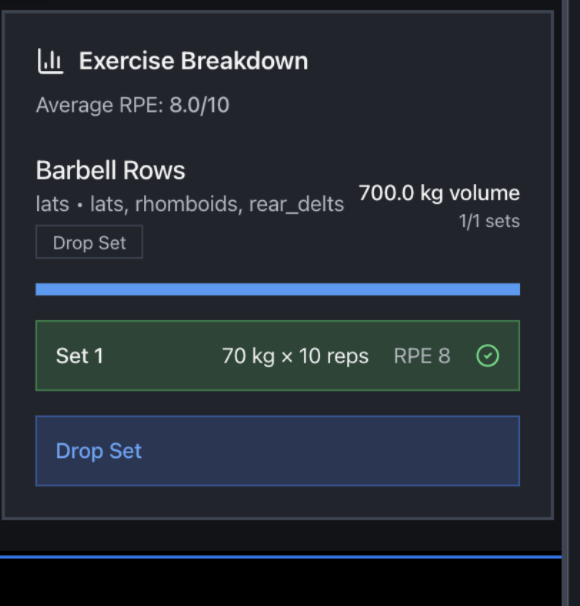 Exercise Breakdown
Average RPE: 8.0/10
Barbell Rows
lats • lats, rhomboids, rear_delts
700.0 kg volume
1/1 sets
Drop Set
Set 1 70 kg × 10 reps RPE 8
Drop Set